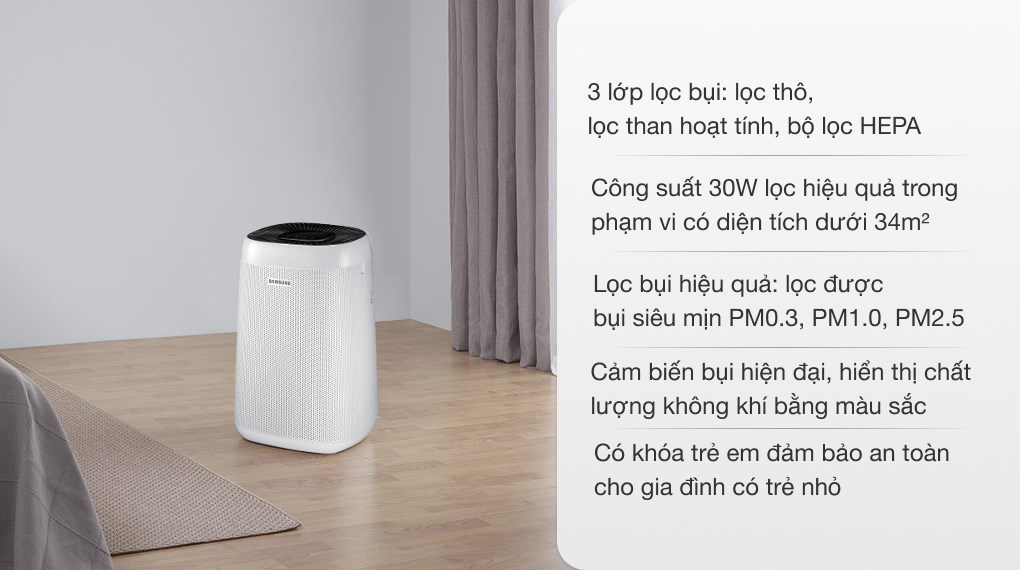 SAMSUNG
3 lớp lọc bụi: lọc thô,
lọc than hoạt tính, bộ lọc HEPA
Công suất 30W lọc hiệu quả trong
phạm vi có diện tích dưới 34m²
Lọc bụi hiệu quả: lọc được
bụi siêu mịn PM0.3, PM1.0, PM2.5
Cảm biến bụi hiện đại, hiển thị chất
lượng không khí bằng màu sắc
Có khóa trẻ em đảm bảo an toàn
cho gia đình có trẻ nhỏ